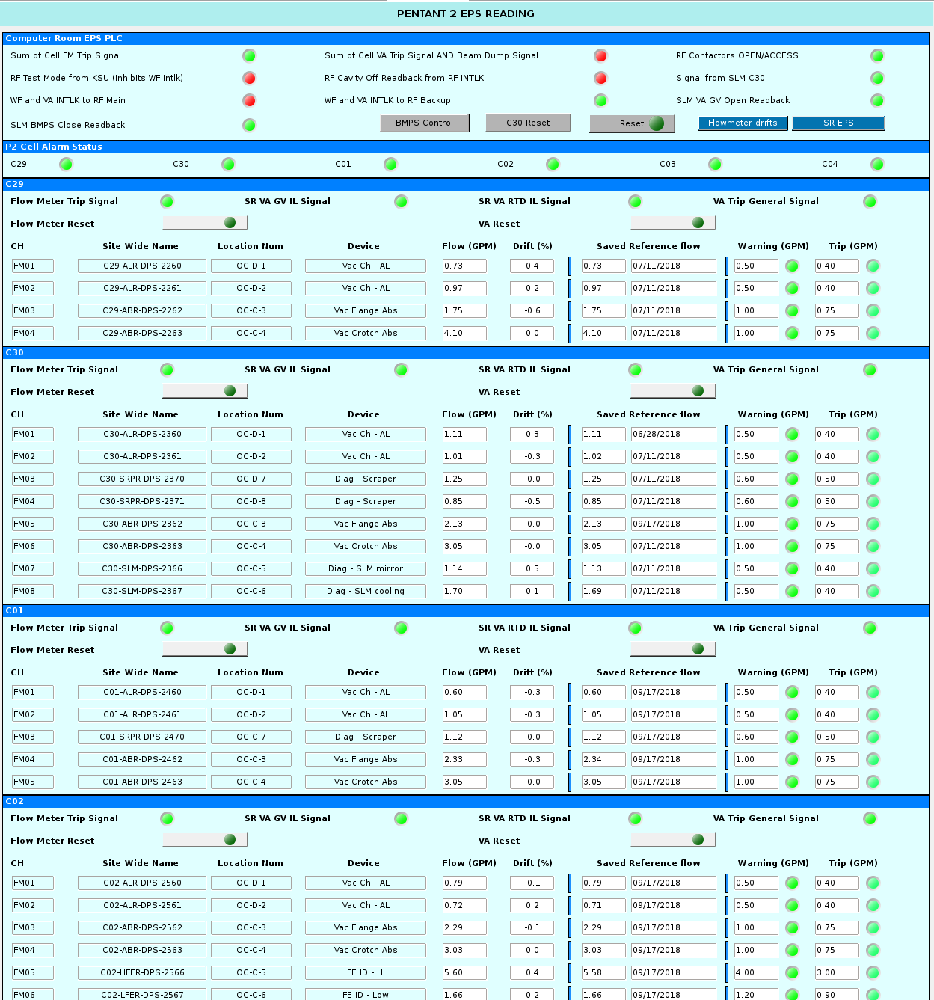 PENTANT 2 EPS READING
Computer Room EPS PLC
Sum of Cell FM Trip Signal Sum of Cell VA Trip Signal AND Beam Dump Signal RF Contactors OPEN/ACCESS
RF Test Mode from KSU (Inhibits WF Intlk) RF Cavity Off Readback from RF INTLK Signal from SLM C30
WF and VA INTLK to RF Main WF and VA INTLK to RF Backup SLM VA GV Open Readback
SLM BMPS Close Readback BMPS Control C30 Reset Reset Flowmeter drifts SR EPS
P2 Cell Alarm Status
C29 C30 C01 C02 C03 C04
C29
Flow Meter Trip Signal SR VA GV IL Signal SR VA RTD IL Signal VA Trip General Signal
Flow Meter Reset VA Reset
CH Site Wide Name Location Num Device Flow (GPM) Drift (%) Saved Reference flow Warning (GPM) Trip (GPM)
FM01 C29-ALR-DPS-2260 OC-D-1 Vac Ch - AL 0.73 0.4 0.73 07/11/2018 0.50 0.40
FM02 C29-ALR-DPS-2261 OC-D-2 Vac Ch - AL 0.97 0.2 0.97 07/11/2018 0.50 0.40
FM03 C29-ABR-DPS-2262 OC-C-3 Vac Flange Abs 1.75 -0.6 1.75 07/11/2018 1.00 0.75
FM04 C29-ABR-DPS-2263 OC-C-4 Vac Crotch Abs 4.10 0.0 4.10 07/11/2018 1.00 0.75
C30
Flow Meter Trip Signal SR VA GV IL Signal SR VA RTD IL Signal VA Trip General Signal
Flow Meter Reset VA Reset
CH Site Wide Name Location Num Device Flow (GPM) Drift (%) Saved Reference flow Warning (GPM) Trip (GPM)
FM01 C30-ALR-DPS-2360 OC-D-1 Vac Ch - AL 1.11 0.3 1.11 06/28/2018 0.50 0.40
FM02 C30-ALR-DPS-2361 OC-D-2 Vac Ch - AL 1.01 -0.3 1.02 07/11/2018 0.50 0.40
FM03 C30-SRPR-DPS-2370 OC-D-7 Diag - Scraper 1.25 -0.0 1.25 07/11/2018 0.60 0.50
FM04 C30-SRPR-DPS-2371 OC-D-8 Diag - Scraper 0.85 -0.5 0.85 07/11/2018 0.60 0.50
FM05 C30-ABR-DPS-2362 OC-C-3 Vac Flange Abs 2.13 -0.0 2.13 09/17/2018 1.00 0.75
FM06 C30-ABR-DPS-2363 OC-C-4 Vac Crotch Abs 3.05 -0.0 3.05 07/11/2018 1.00 0.75
FM07 C30-SLM-DPS-2366 OC-C-5 Diag - SLM mirror 1.14 0.5 1.13 07/11/2018 0.50 0.40
FM08 C30-SLM-DPS-2367 OC-C-6 Diag - SLM cooling 1.70 0.1 1.69 07/11/2018 0.50 0.40
C01
Flow Meter Trip Signal SR VA GV IL Signal SR VA RTD IL Signal VA Trip General Signal
Flow Meter Reset VA Reset
CH Site Wide Name Location Num Device Flow (GPM) Drift (%) Saved Reference flow Warning (GPM) Trip (GPM)
FM01 C01-ALR-DPS-2460 OC-D-1 Vac Ch - AL 0.60 -0.3 0.60 09/17/2018 0.50 0.40
FM02 C01-ALR-DPS-2461 OC-D-2 Vac Ch - AL 1.05 -0.3 1.05 09/17/2018 0.50 0.40
FM03 C01-SRPR-DPS-2470 OC-C-7 Diag - Scraper 1.12 -0.0 1.12 09/17/2018 0.60 0.50
FM04 C01-ABR-DPS-2462 OC-C-3 Vac Flange Abs 2.33 -0.3 2.34 09/17/2018 1.00 0.75
FM05 C01-ABR-DPS-2463 OC-C-4 Vac Crotch Abs 3.05 -0.0 3.05 09/17/2018 1.00 0.75
C02
Flow Meter Trip Signal SR VA GV IL Signal SR VA RTD IL Signal VA Trip General Signal
Flow Meter Reset VA Reset
CH Site Wide Name Location Num Device Flow (GPM) Drift (%) Saved Reference flow Warning (GPM) Trip (GPM)
FM01 C02-ALR-DPS-2560 OC-D-1 Vac Ch - AL 0.79 -0.1 0.79 09/17/2018 0.50 0.40
FM02 C02-ALR-DPS-2561 OC-D-2 Vac Ch - AL 0.72 0.2 0.71 09/17/2018 0.50 0.40
FM03 C02-ABR-DPS-2562 OC-C-3 Vac Flange Abs 2.29 -0.1 2.29 09/17/2018 1.00 0.75
FM04 C02-ABR-DPS-2563 OC-C-4 Vac Crotch Abs 3.03 0.0 3.03 09/17/2018 1.00 0.75
FM05 C02-HFER-DPS-2566 OC-C-5 FE ID - Hi 5.60 0.4 5.58 09/17/2018 4.00 3.00
FM06 C02-LFER-DPS-2567 OC-C-6 FE ID - Low 1.66 0.2 1.66 09/17/2018 1.20 0.90